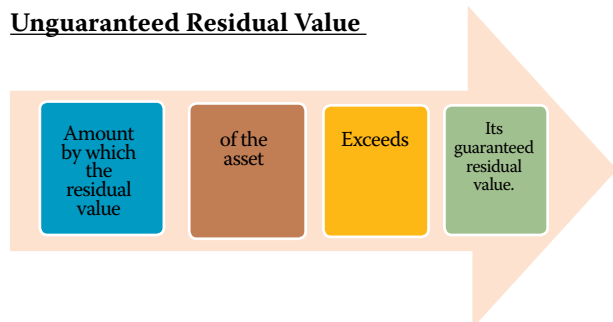 Unguaranteed Residual Value
Amount
by which
the
residual
value
of the
asset
Exceeds
Its
guaranteed
residual
value.